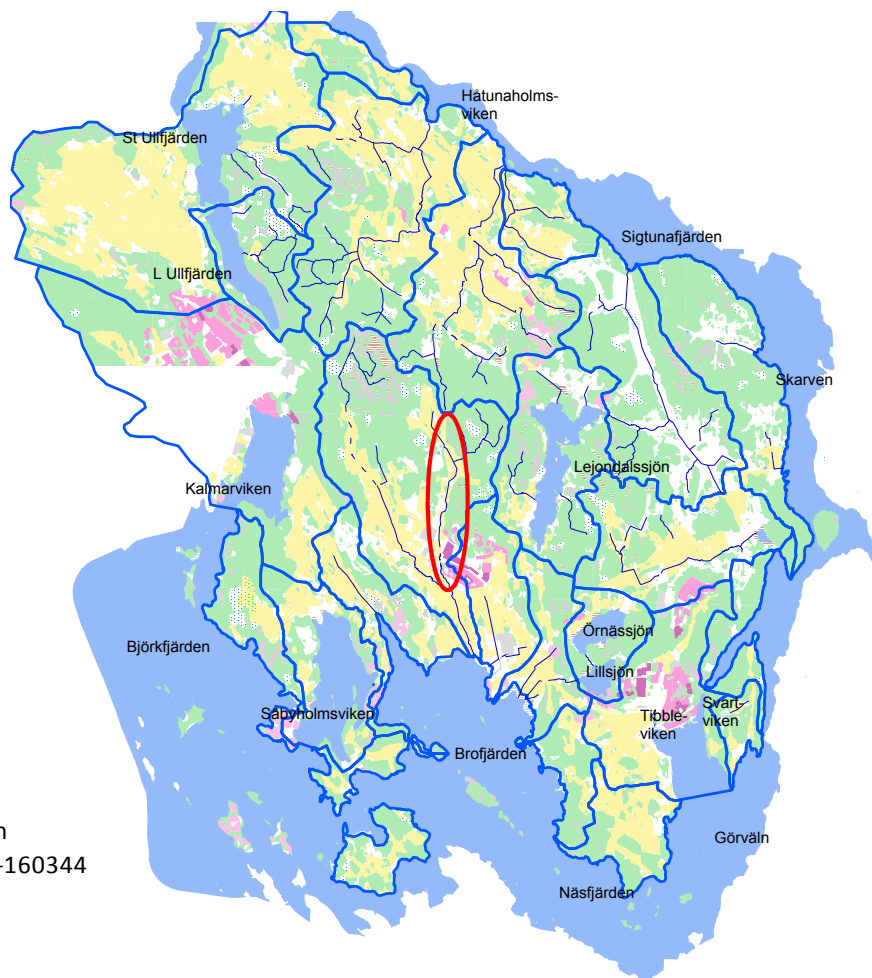 Håtunaholms-
viken
St Ullfjärden
Sigtunafjärden
L Ullfjärden
Skarven
Lejondalssjön
Kalmarviken
Örnässjön
Björkfjärden
Lillsjön
Svart-
viken
Säbyholmsviken
Tibble-
viken
Brofjärden
n
-160344
Görväln
Näsfjärden